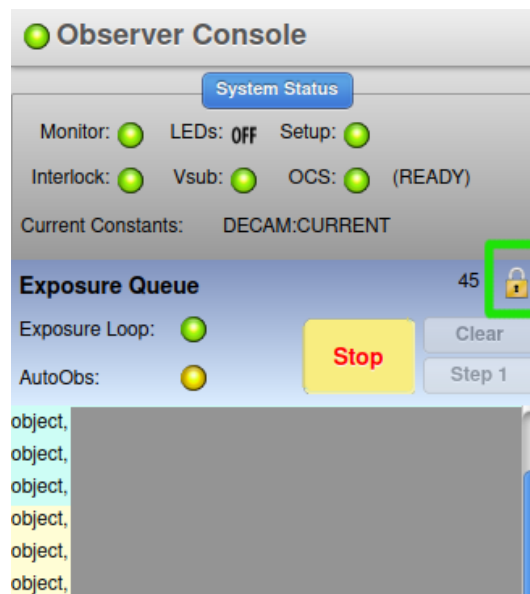 Observer Console
System Status
Monitor: LEDs: OFF Setup:
Interlock: Vsub: OCS: (READY)
Current Constants: DECAM:CURRENT
Exposure Queue 45
Exposure Loop: Stop Clear
AutoObs: Step 1
object,
object,
object,
object,
object,
object,